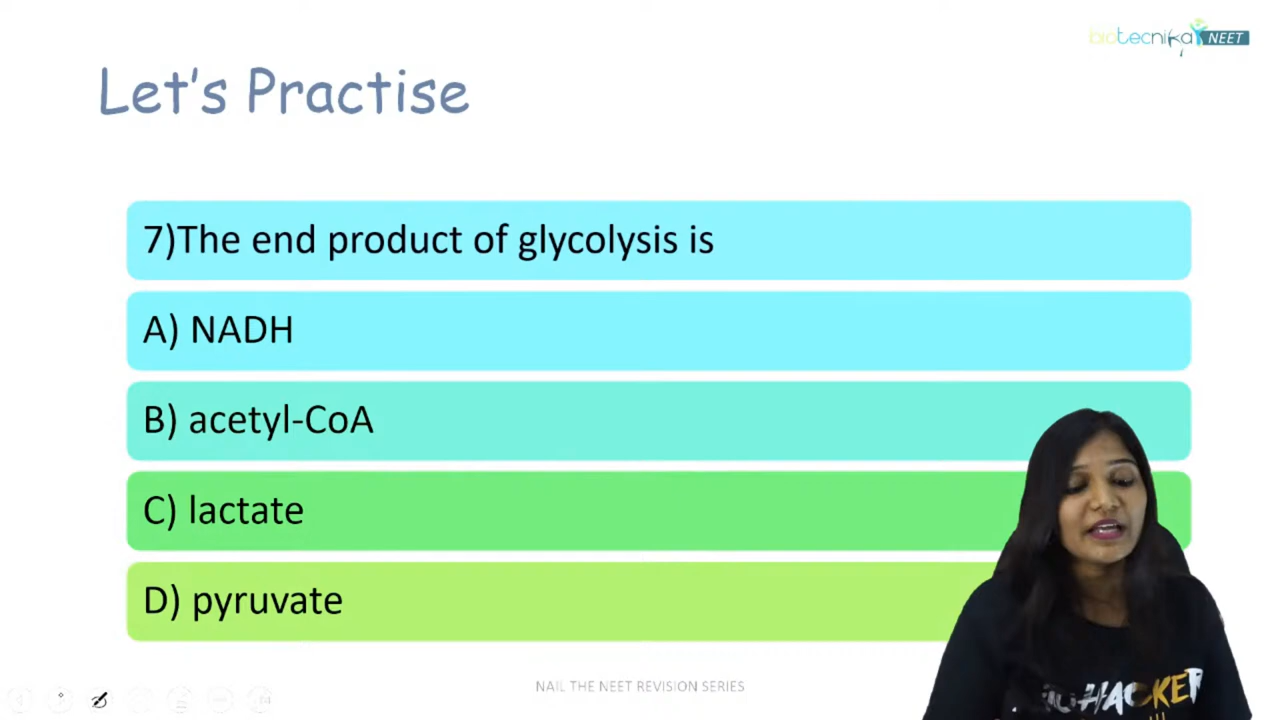 biotecnika NEET
Let's Practise
7)The end product of glycolysis is
A) NADH
B) acetyl-CoA
C) lactate
D) pyruvate
NAIL THE NEET REVISION SERIES